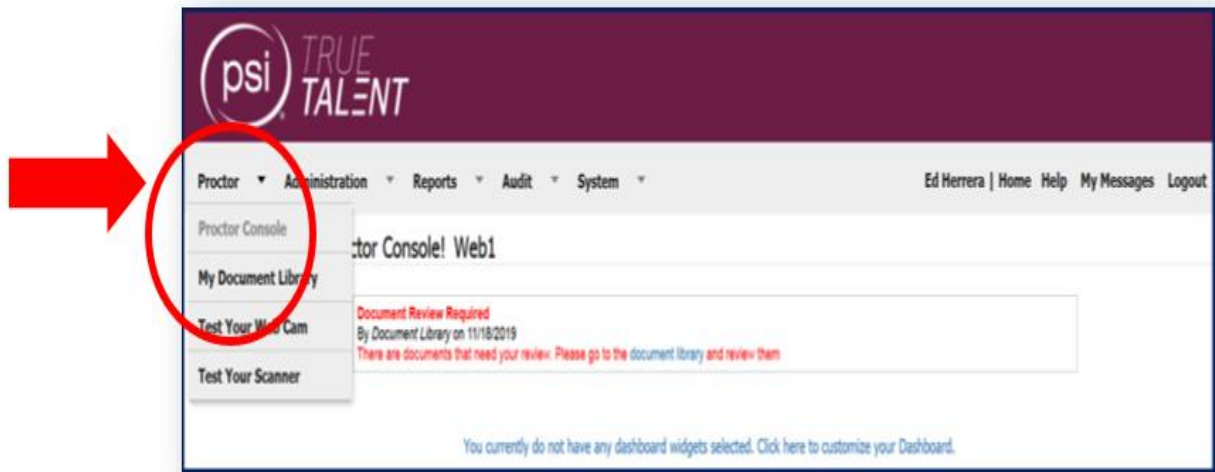 psi TRUE
TALENT
Proctor Administration Reports Audit System Ed Herrera | Home Help My Messages Logout
Proctor Console
ctor Console! Web1
My Document Library
Document Review Required
Test Your Web Cam
By Document Library on 11/18/2019
There are documents that need your review. Please go to the document library and review them
Test Your Scanner
You currently do not have any dashboard widgets selected. Click here to customize your Dashboard.